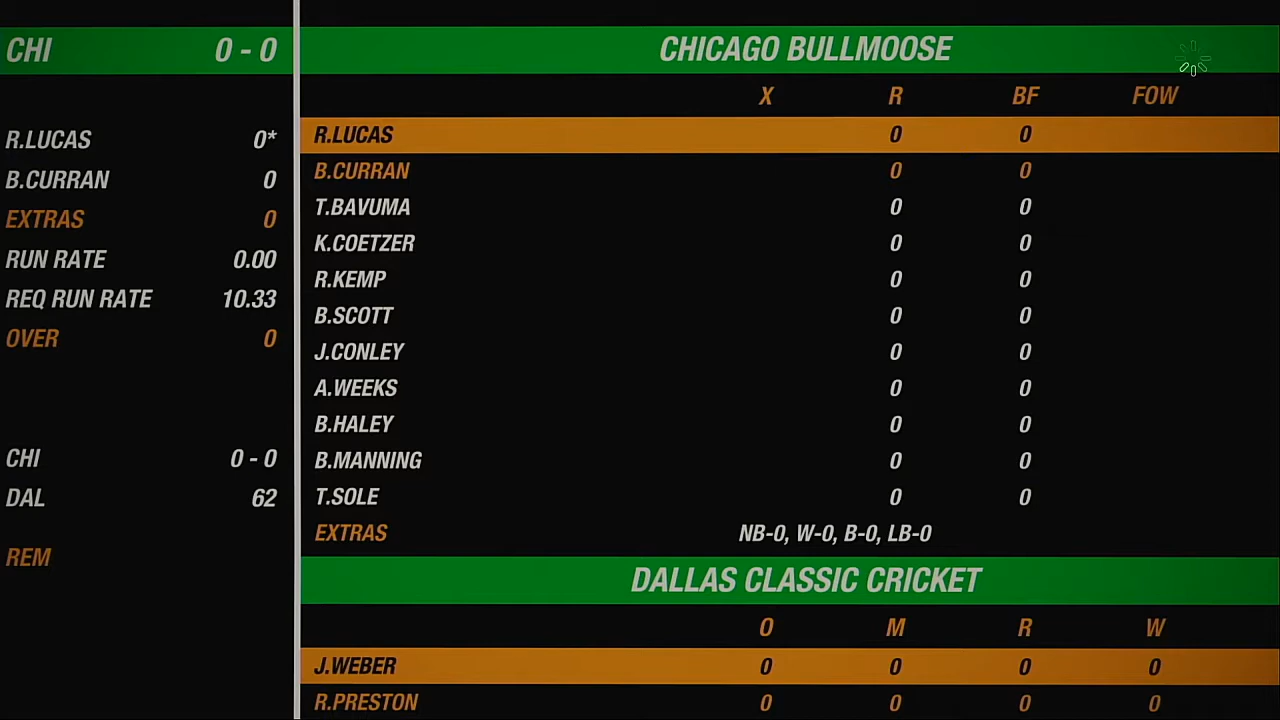 CHI 0 - 0
R.LUCAS 0*
B.CURRAN 0
EXTRAS 0
RUN RATE 0.00
REQ RUN RATE 10.33
OVER 0
CHI 0 - 0
DAL 62
REM
CHICAGO BULLMOOSE
X R BF FOW
R.LUCAS 0 0
B.CURRAN 0 0
T.BAVUMA 0 0
K.COETZER 0 0
R.KEMP 0 0
B.SCOTT 0 0
J.CONLEY 0 0
A.WEEKS 0 0
B.HALEY 0 0
B.MANNING 0 0
T.SOLE 0 0
EXTRAS NB-0, W-0, B-0, LB-0
DALLAS CLASSIC CRICKET
O M R W
J.WEBER 0 0 0 0
R.PRESTON 0 0 0 0